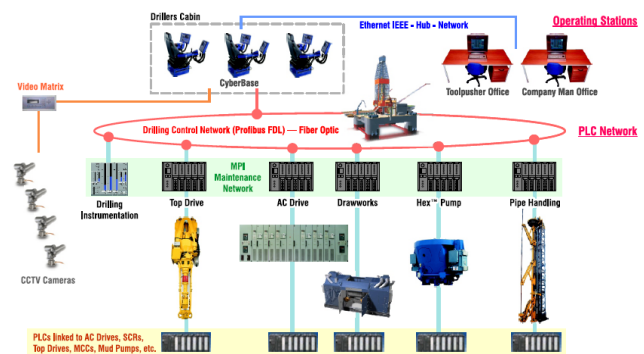 Drillers Cabin
Ethernet IEEE - Hub - Network
Operating Stations
Video Matrix
CyberBase
Toolpusher Office
Company Man Office
Drilling Control Network (Profibus FDL) — Fiber Optic
PLC Network
MPI
Maintenance
Network
Drilling
Instrumentation
Top Drive
AC Drive
Drawworks
Hex™ Pump
Pipe Handling
CCTV Cameras
PLCs linked to AC Drives, SCRs,
Top Drives, MCCs, Mud Pumps, etc.